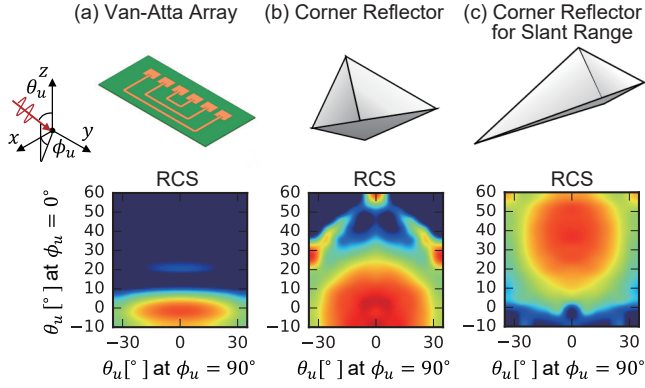 (a) Van-Atta Array
(b) Corner Reflector
(c) Corner Reflector
for Slant Range
z
θᵤ
x
y
ϕᵤ
RCS
RCS
RCS
θᵤ[°] at ϕᵤ = 0°
60
50
40
30
20
10
0
−10
−30
0
30
60
50
40
30
20
10
0
−10
−30
0
30
60
50
40
30
20
10
0
−10
−30
0
30
θᵤ[°] at ϕᵤ = 90°
θᵤ[°] at ϕᵤ = 90°
θᵤ[°] at ϕᵤ = 90°